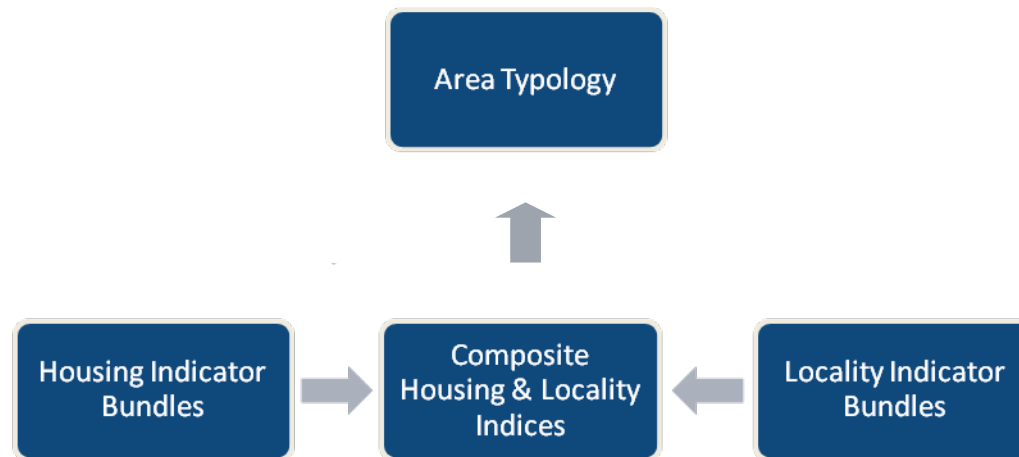 Area Typology
Housing Indicator
Bundles
Composite
Housing & Locality
Indices
Locality Indicator
Bundles